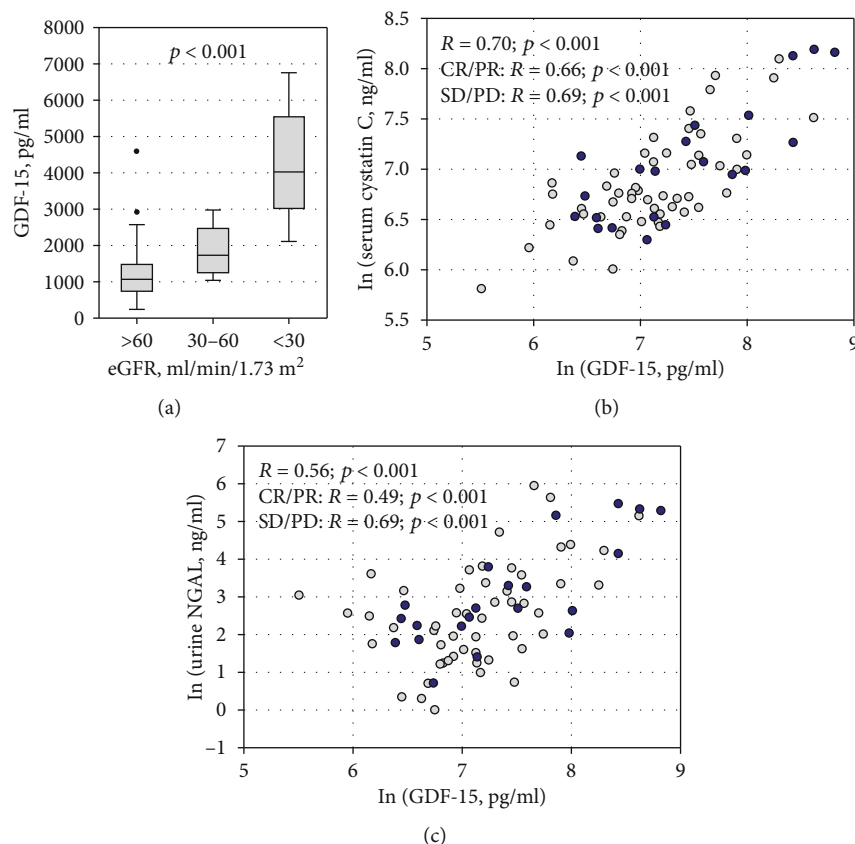 p < 0.001
GDF-15, pg/ml
8000
7000
6000
5000
4000
3000
2000
1000
0
>60
30–60
<30
eGFR, ml/min/1.73 m²
(a)
R = 0.70; p < 0.001
CR/PR: R = 0.66; p < 0.001
SD/PD: R = 0.69; p < 0.001
In (serum cystatin C, ng/ml)
8.5
8.0
7.5
7.0
6.5
6.0
5.5
5
6
7
8
9
In (GDF-15, pg/ml)
(b)
R = 0.56; p < 0.001
CR/PR: R = 0.49; p < 0.001
SD/PD: R = 0.69; p < 0.001
In (urine NGAL, ng/ml)
7
6
5
4
3
2
1
0
−1
5
6
7
8
9
In (GDF-15, pg/ml)
(c)